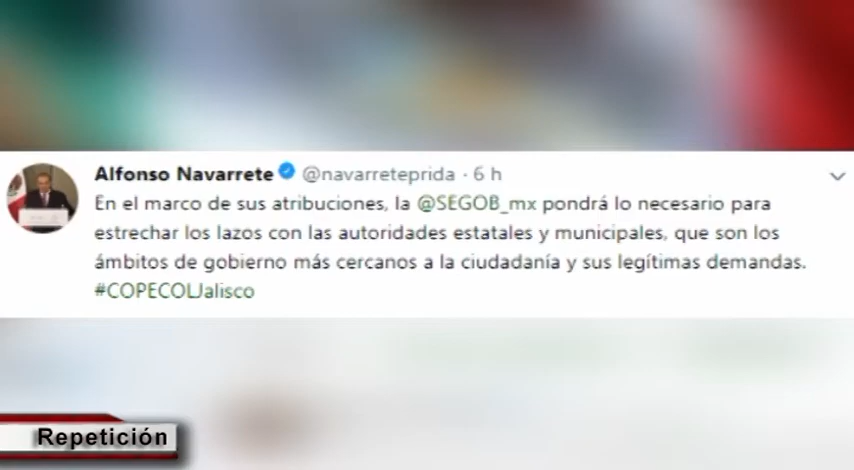 Alfonso Navarrete @navarreteprida · 6 h
En el marco de sus atribuciones, la @SEGOB_mx pondrá lo necesario para
estrechar los lazos con las autoridades estatales y municipales, que son los
ámbitos de gobierno más cercanos a la ciudadanía y sus legítimas demandas.
#COPECOLJalisco
Repetición